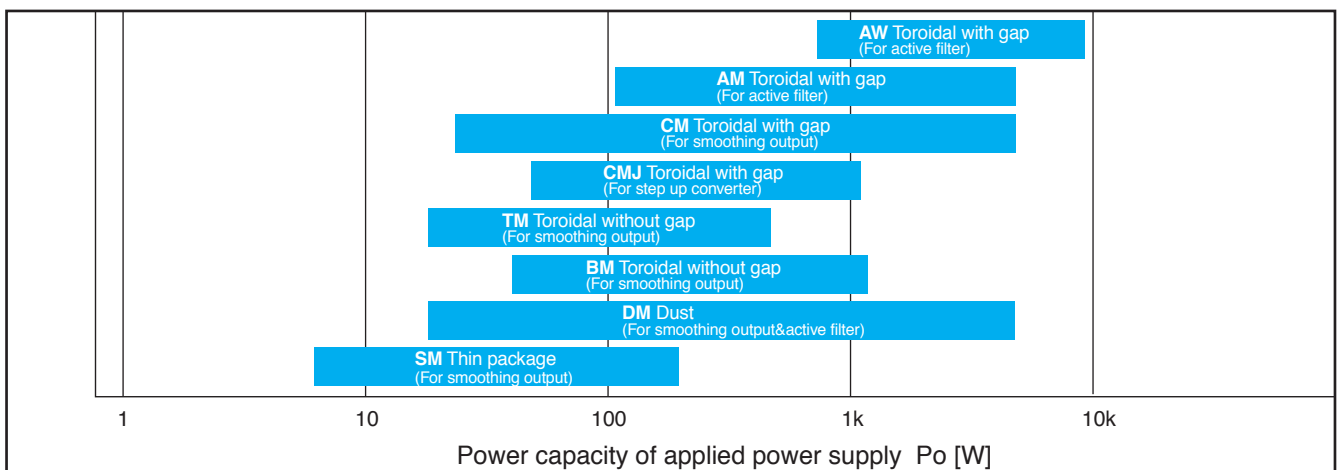 AW Toroidal with gap
(For active filter)
AM Toroidal with gap
(For active filter)
CM Toroidal with gap
(For smoothing output)
CMJ Toroidal with gap
(For step up converter)
TM Toroidal without gap
(For smoothing output)
BM Toroidal without gap
(For smoothing output)
DM Dust
(For smoothing output&active filter)
SM Thin package
(For smoothing output)
1 10 100 1k 10k
Power capacity of applied power supply Po [W]